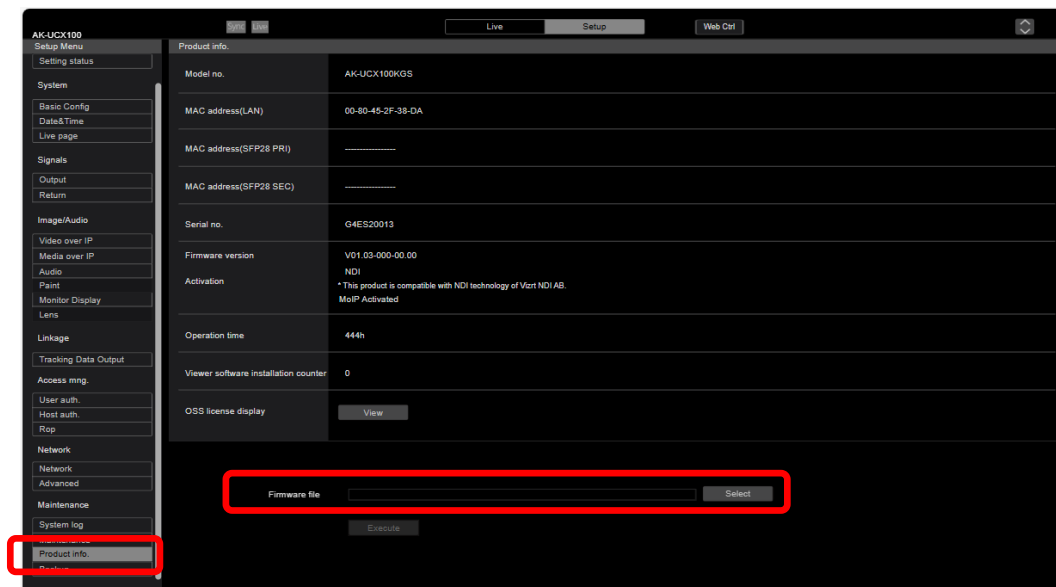 AK-UCX100
Sync Live
Live Setup Web Ctrl
Setup Menu
Product info.
Setting status
System
Basic Config
Date&Time
Live page
Signals
Output
Return
Image/Audio
Video over IP
Media over IP
Audio
Paint
Monitor Display
Lens
Linkage
Tracking Data Output
Access mng.
User auth.
Host auth.
Rop
Network
Network
Advanced
Maintenance
System log
Maintenance
Product info.
Backup
Model no. AK-UCX100KGS
MAC address(LAN) 00-80-45-2F-38-DA
MAC address(SFP28 PRI) -----------------
MAC address(SFP28 SEC) -----------------
Serial no. G4ES20013
Firmware version V01.03-000-00.00
Activation NDI
* This product is compatible with NDI technology of Vizrt NDI AB.
MoIP Activated
Operation time 444h
Viewer software installation counter 0
OSS license display View
Firmware file Select
Execute